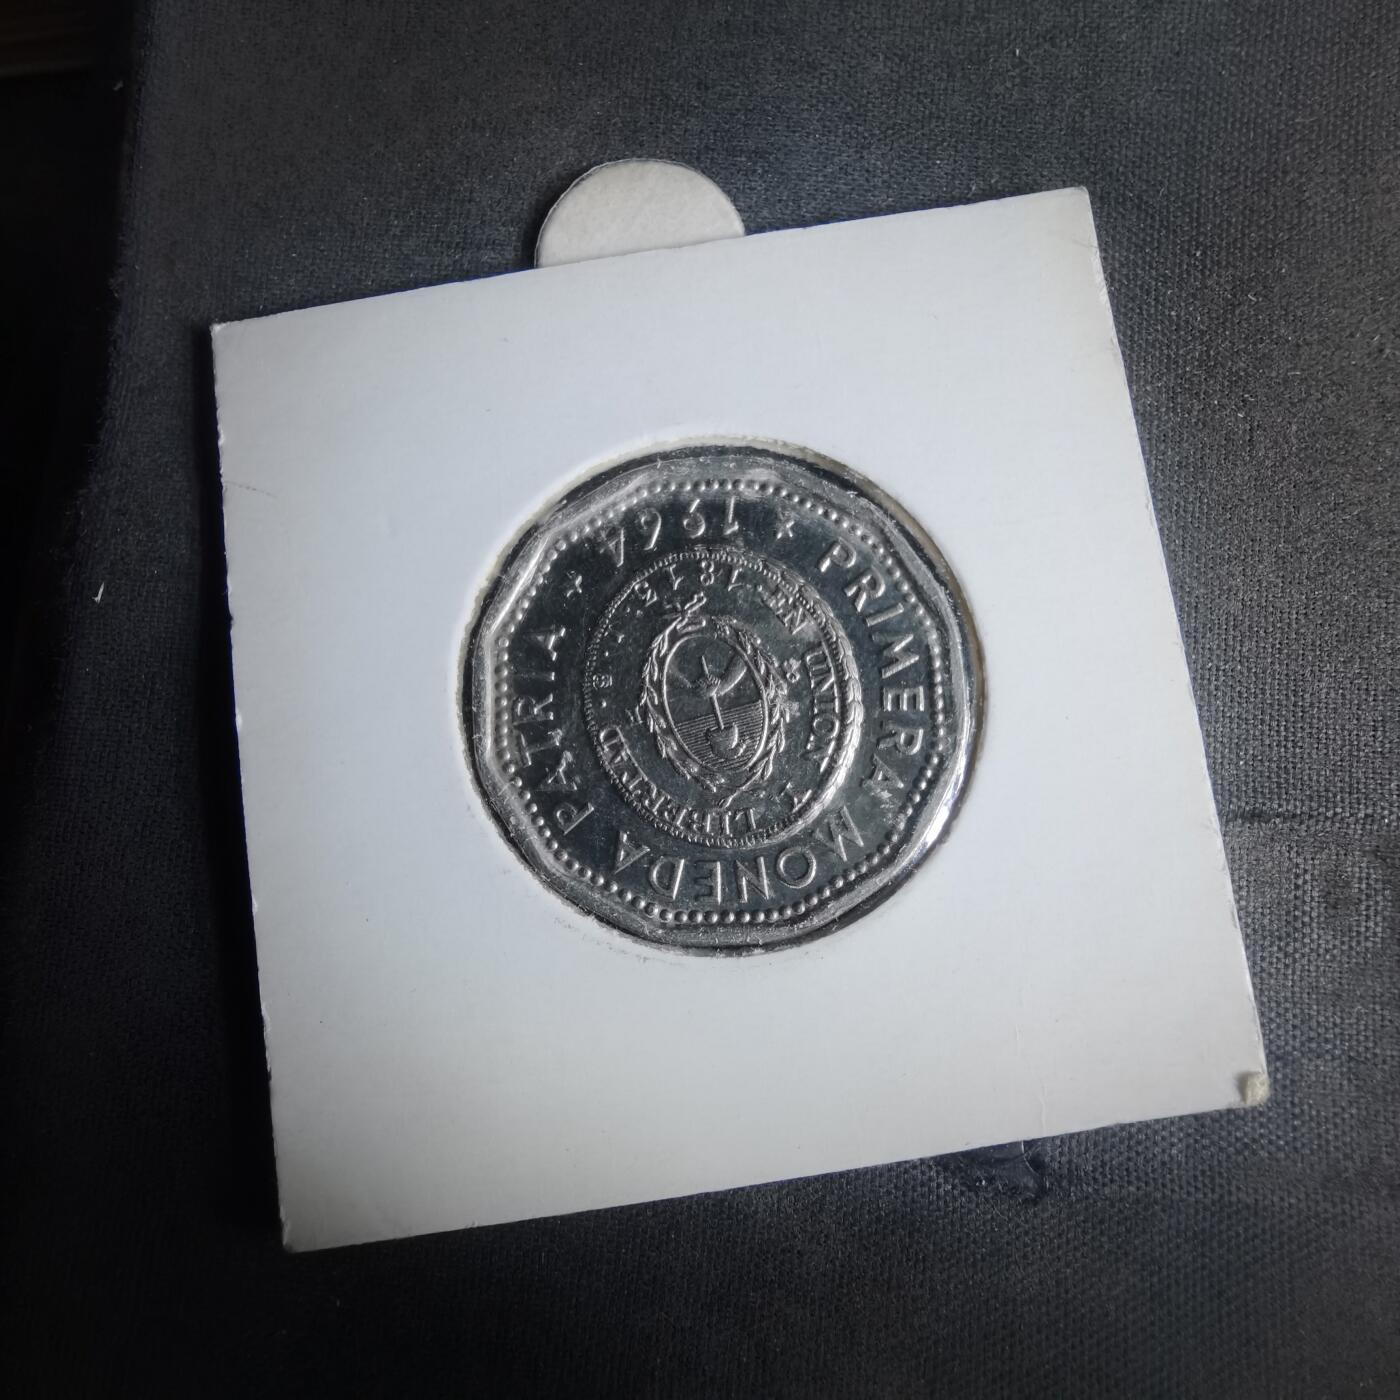 ★ PRIMERA MONEDA PATRIA ★
1964
EN UNION Y LIBERTAD
1813